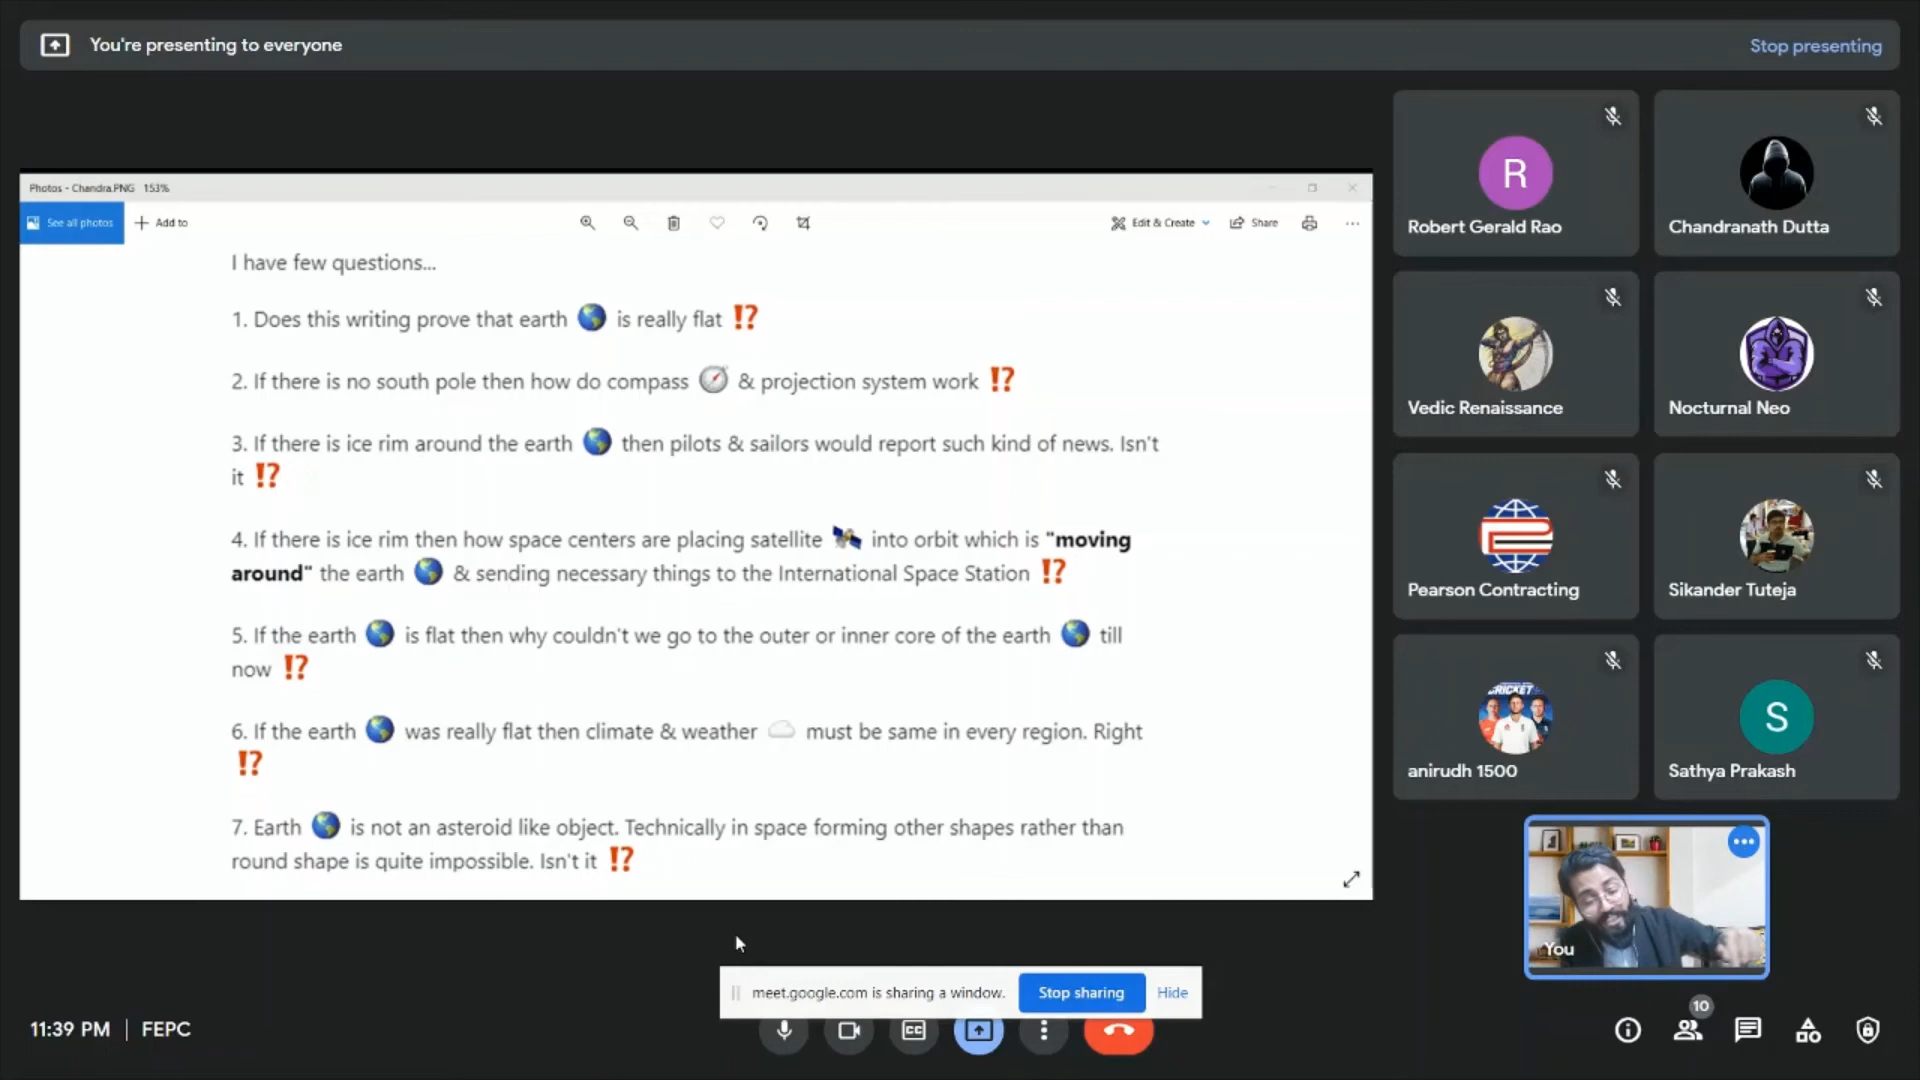 You're presenting to everyone
Stop presenting
Photos - Chandra.PNG 153%
See all photos
Add to
Edit & Create
Share
I have few questions...
1. Does this writing prove that earth 🌎 is really flat ⁉
2. If there is no south pole then how do compass 🧭 & projection system work ⁉
3. If there is ice rim around the earth 🌎 then pilots & sailors would report such kind of news. Isn't
it ⁉
4. If there is ice rim then how space centers are placing satellite 🛰 into orbit which is "moving
around" the earth 🌎 & sending necessary things to the International Space Station ⁉
5. If the earth 🌎 is flat then why couldn't we go to the outer or inner core of the earth 🌎 till
now ⁉
6. If the earth 🌎 was really flat then climate & weather ☁ must be same in every region. Right
⁉
7. Earth 🌎 is not an asteroid like object. Technically in space forming other shapes rather than
round shape is quite impossible. Isn't it ⁉
R
Robert Gerald Rao
Chandranath Dutta
Vedic Renaissance
Nocturnal Neo
Pearson Contracting
Sikander Tuteja
CRICKET
anirudh 1500
S
Sathya Prakash
You
meet.google.com is sharing a window.
Stop sharing
Hide
11:39 PM | FEPC
CC
10